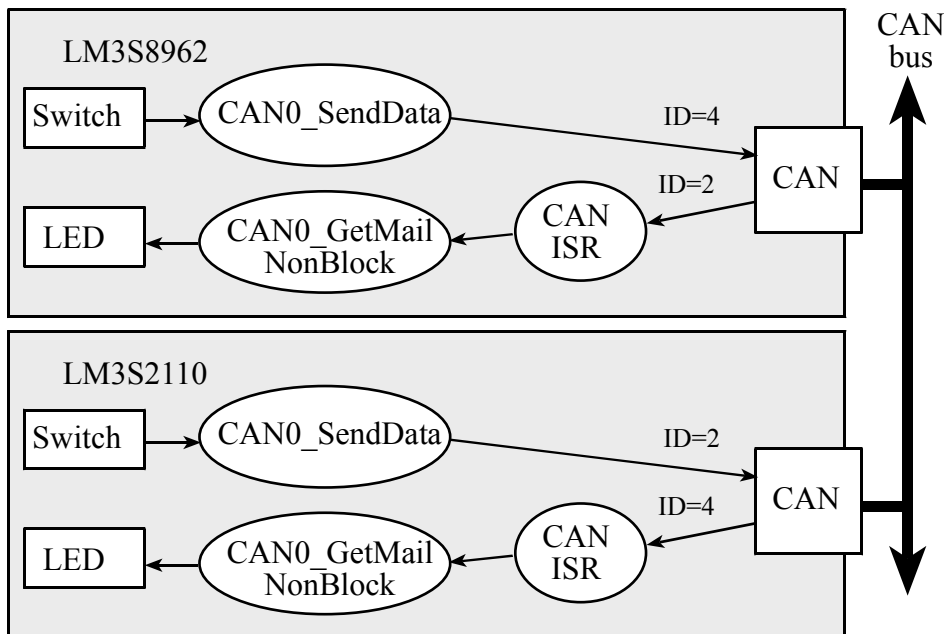 CAN
bus
LM3S8962
Switch
CAN0_SendData
ID=4
CAN
ID=2
LED
CAN0_GetMail
NonBlock
CAN
ISR
LM3S2110
Switch
CAN0_SendData
ID=2
CAN
ID=4
LED
CAN0_GetMail
NonBlock
CAN
ISR